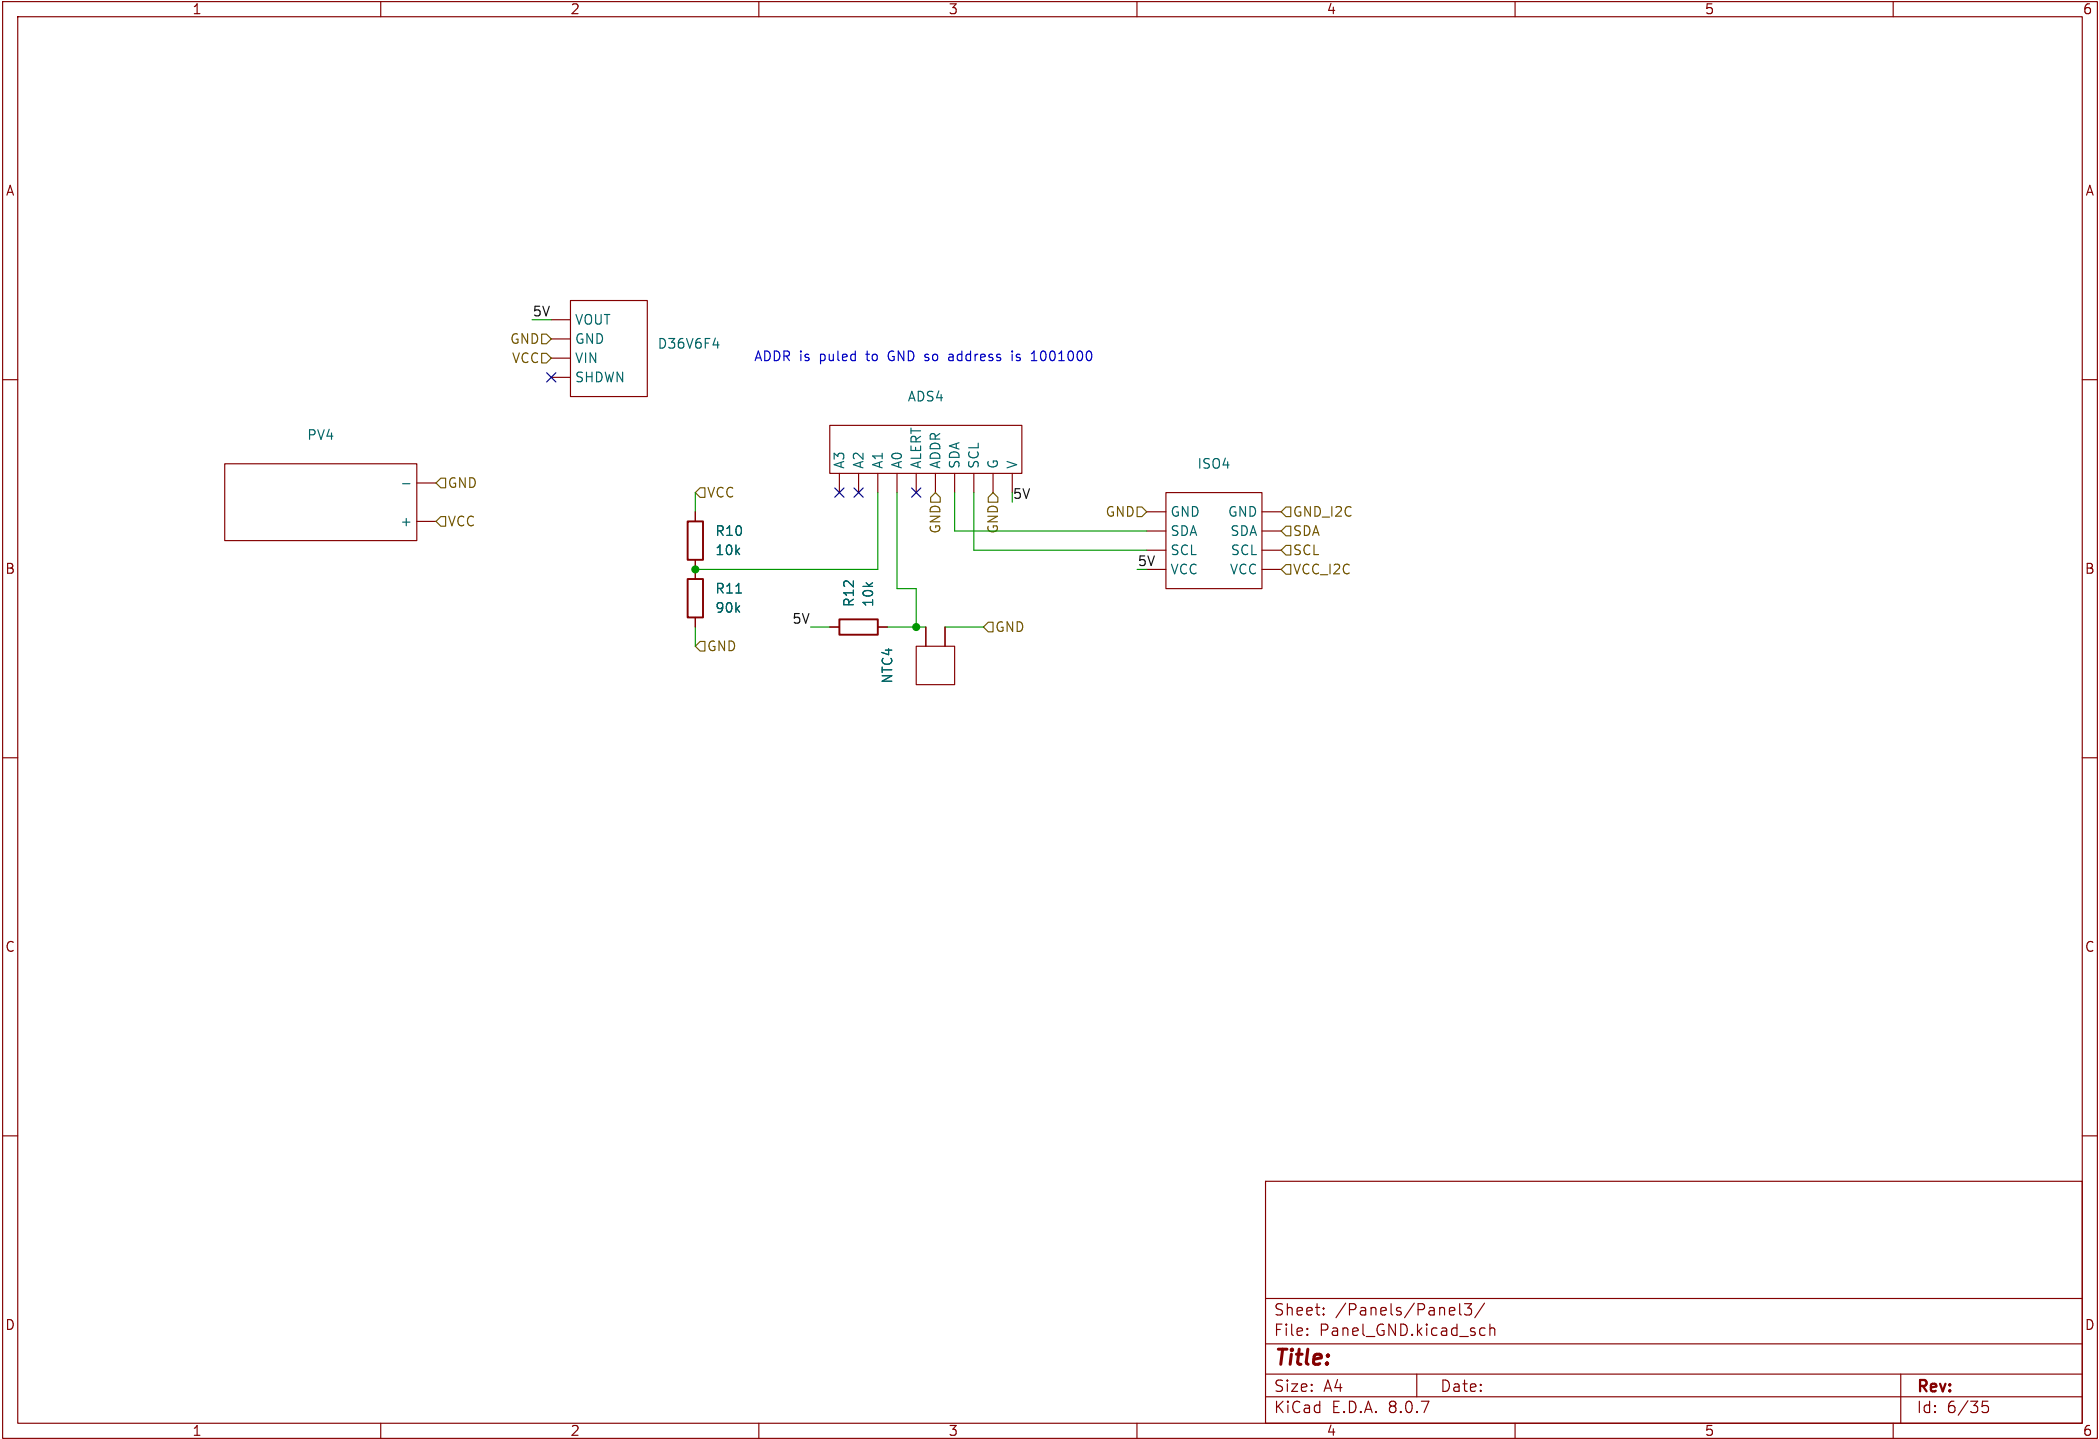 1 2 3 4 5 6
A A
5V
VOUT
GND GND
VCC VIN
SHDWN
D36V6F4
ADDR is puled to GND so address is 1001000
ADS4
A3 A2 A1 A0 ALERT ADDR SDA SCL G V
GND GND 5V
PV4
- GND
+ VCC
VCC
R10
10k
R11
90k
GND
R12
10k
5V
GND
NTC4
ISO4
GND GND GND GND_I2C
SDA SDA SDA
SCL SCL SCL
5V VCC VCC VCC_I2C
B B
C C
D D
Sheet: /Panels/Panel3/
File: Panel_GND.kicad_sch
Title:
Size: A4 Date: Rev:
KiCad E.D.A. 8.0.7 Id: 6/35
1 2 3 4 5 6